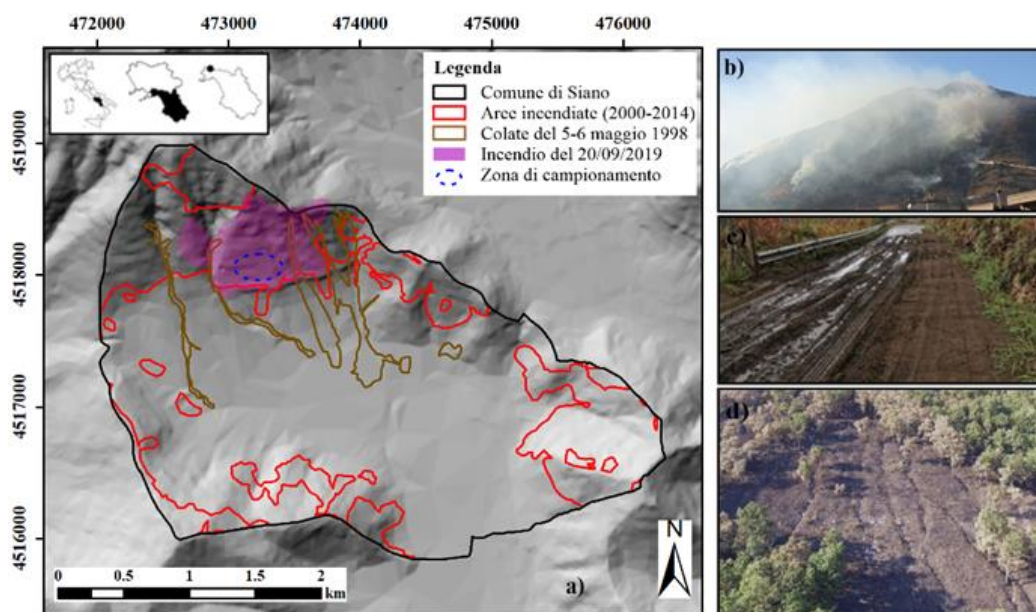 472000 473000 474000 475000 476000
4519000
4518000
4517000
4516000
Legenda
Comune di Siano
Aree incendiate (2000-2014)
Colate del 5-6 maggio 1998
Incendio del 20/09/2019
Zona di campionamento
0 0.5 1 1.5 2
km
a)
N
b)
c)
d)